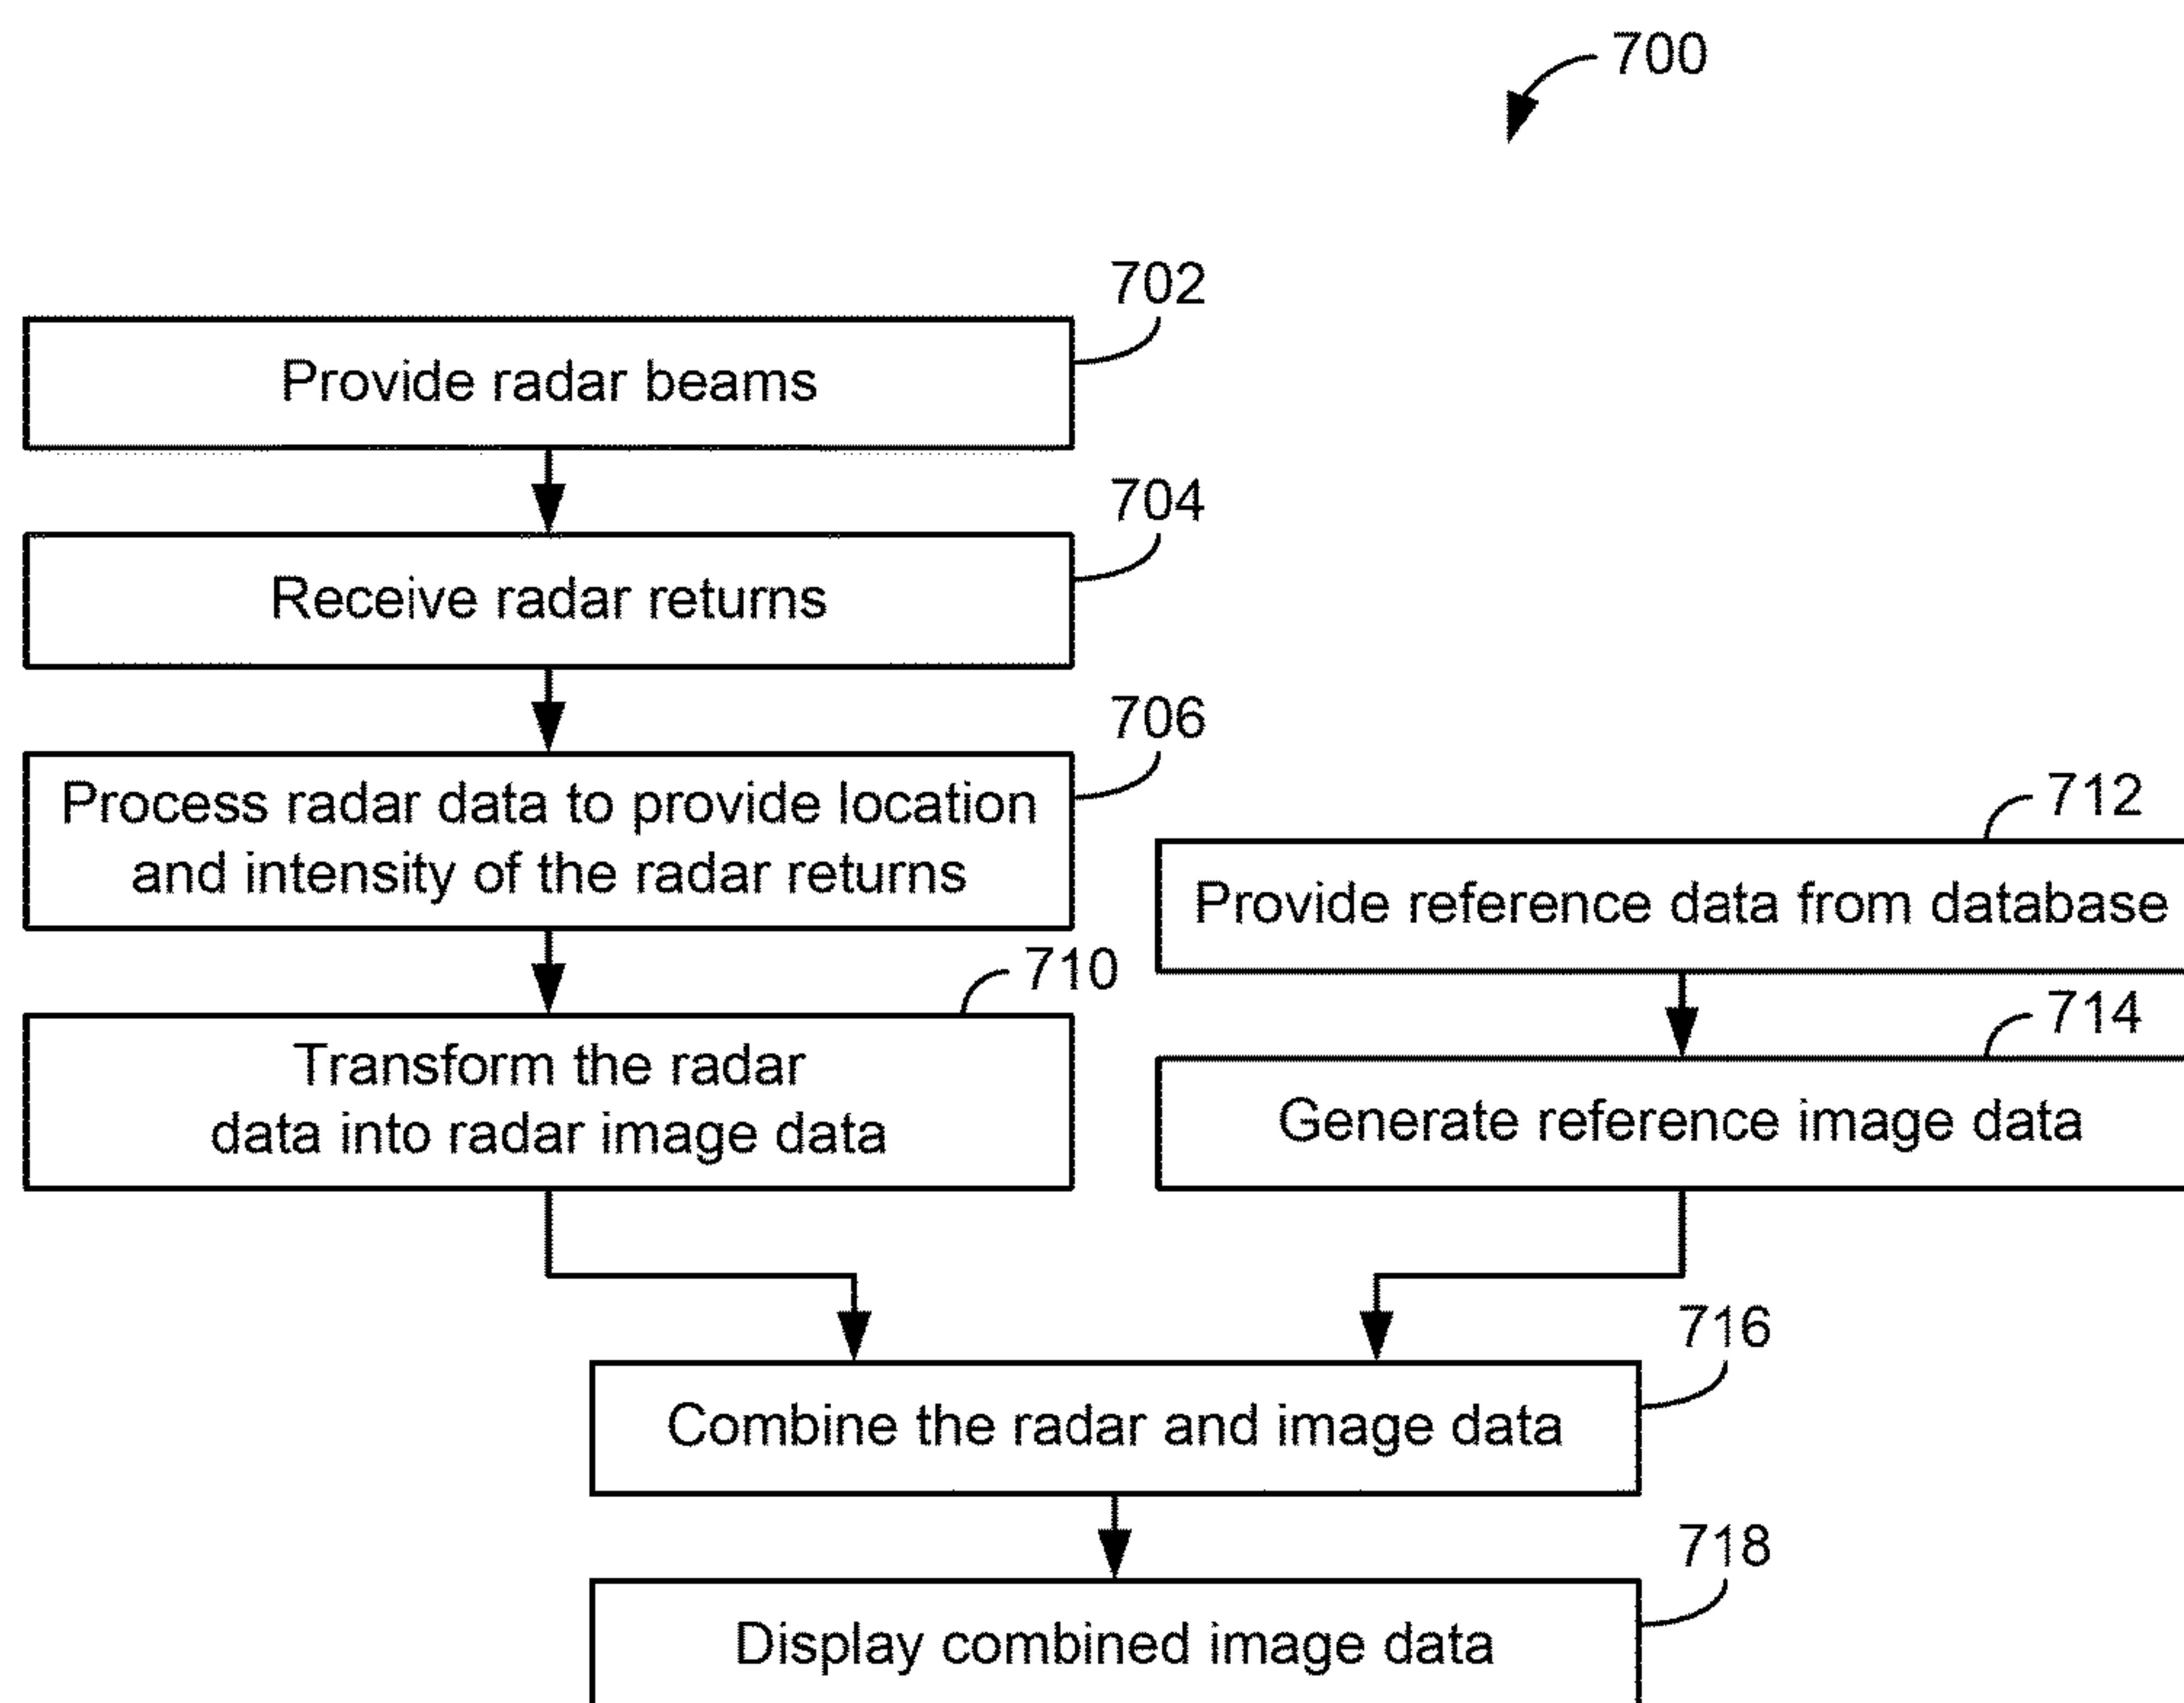 700
702
Provide radar beams
704
Receive radar returns
706
Process radar data to provide location
and intensity of the radar returns
710
Transform the radar
data into radar image data
712
Provide reference data from database
714
Generate reference image data
716
Combine the radar and image data
718
Display combined image data